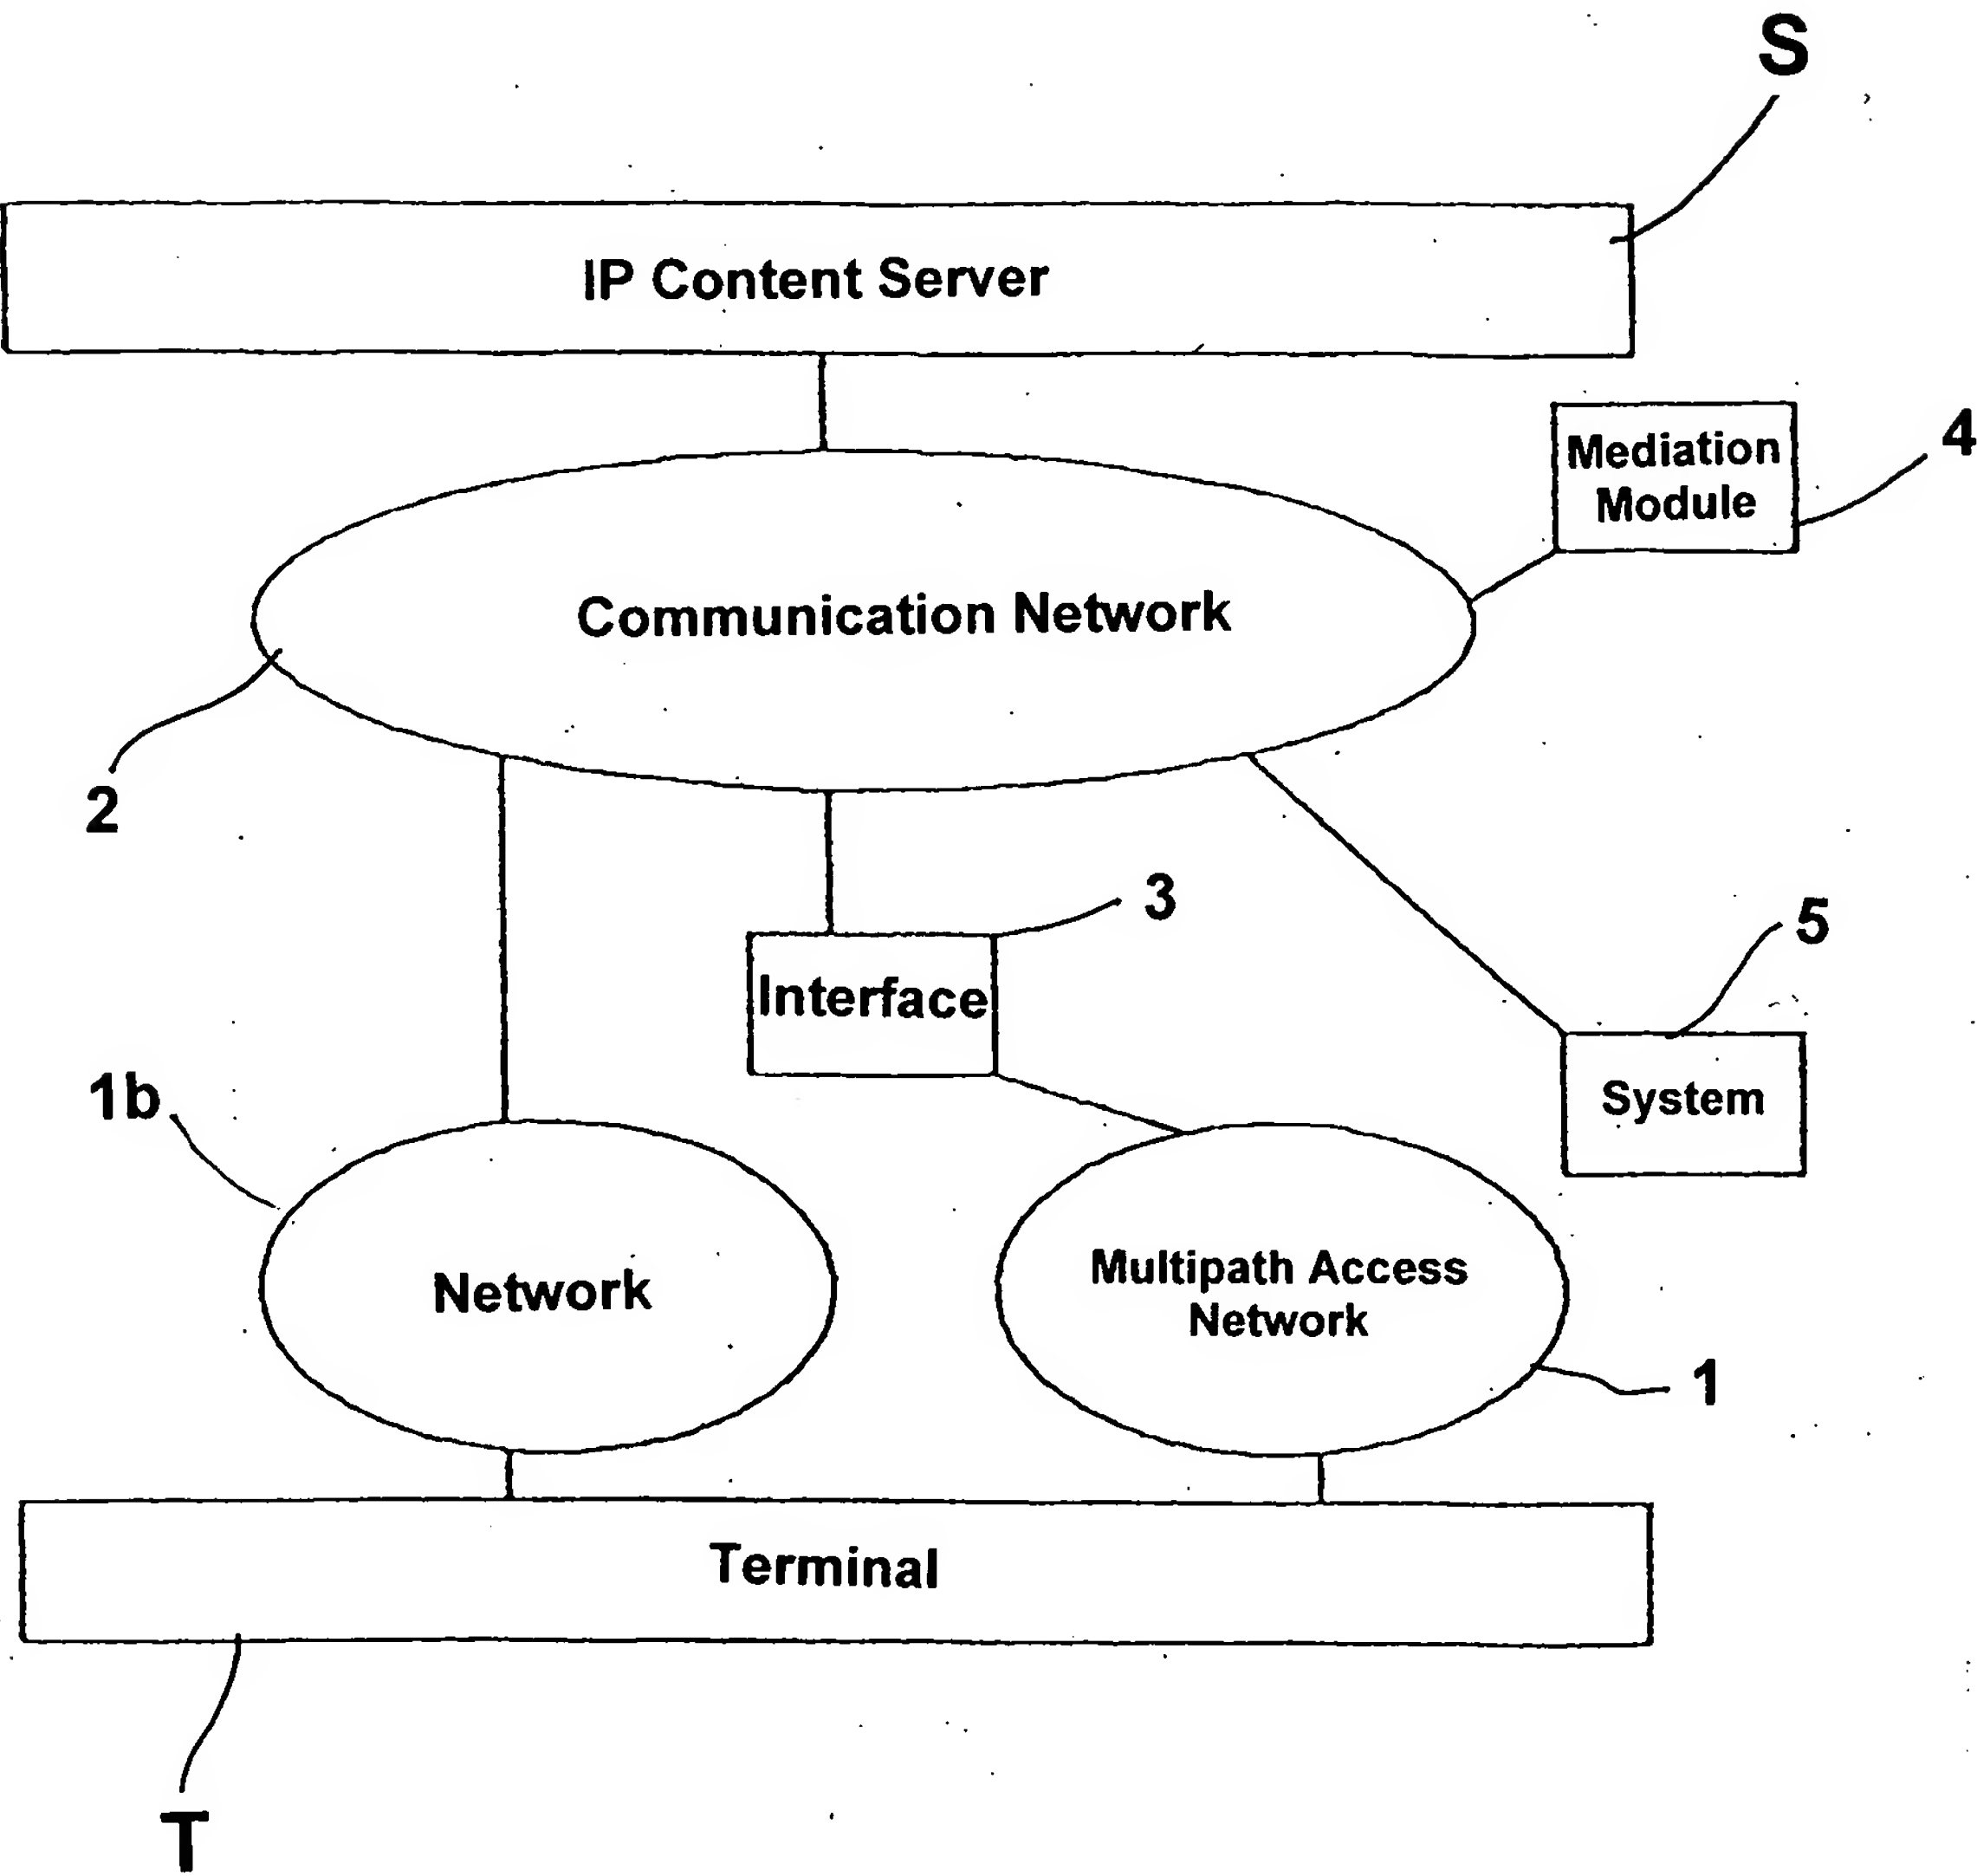 S
IP Content Server
Mediation
Module
4
Communication Network
2
3
Interface
5
System
1b
Network
Multipath Access
Network
1
Terminal
T